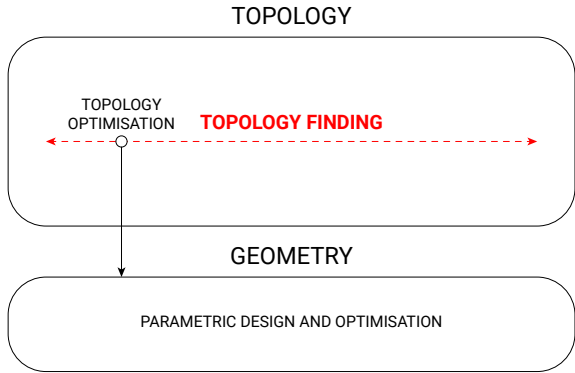 TOPOLOGY
TOPOLOGY
OPTIMISATION
TOPOLOGY FINDING
GEOMETRY
PARAMETRIC DESIGN AND OPTIMISATION